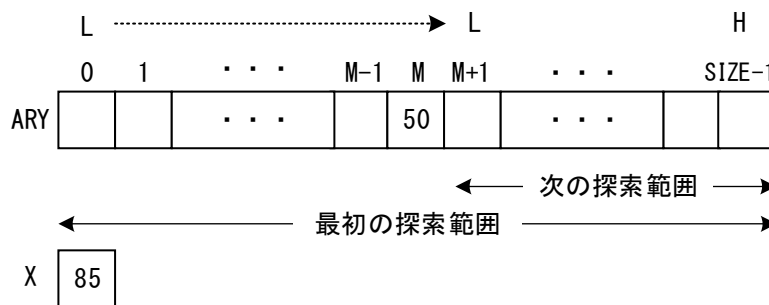 L L H
0 1 ・・・ M-1 M M+1 ・・・ SIZE-1
ARY ・・・ 50 ・・・
次の探索範囲
最初の探索範囲
X 85